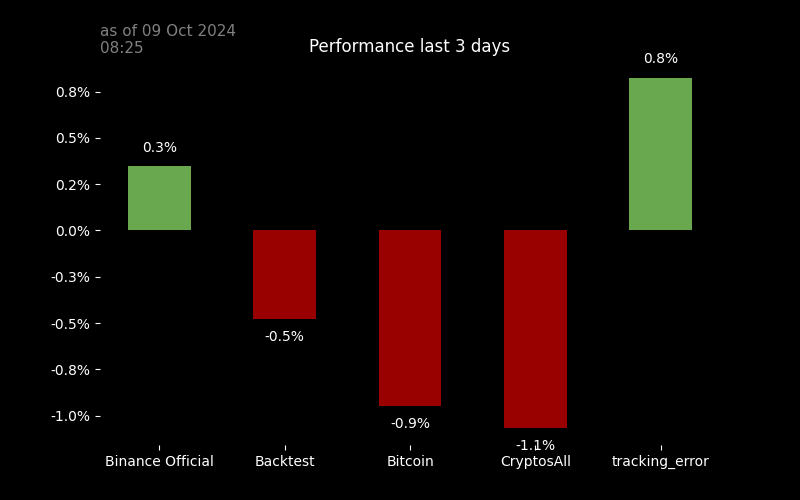 as of 09 Oct 2024
08:25
Performance last 3 days
0.8%
0.8%
0.5%
0.3%
0.2%
0.0%
-0.3%
-0.5%
-0.5%
-0.8%
-0.9%
-1.0%
-1.1%
Binance Official
Backtest
Bitcoin
CryptosAll
tracking_error